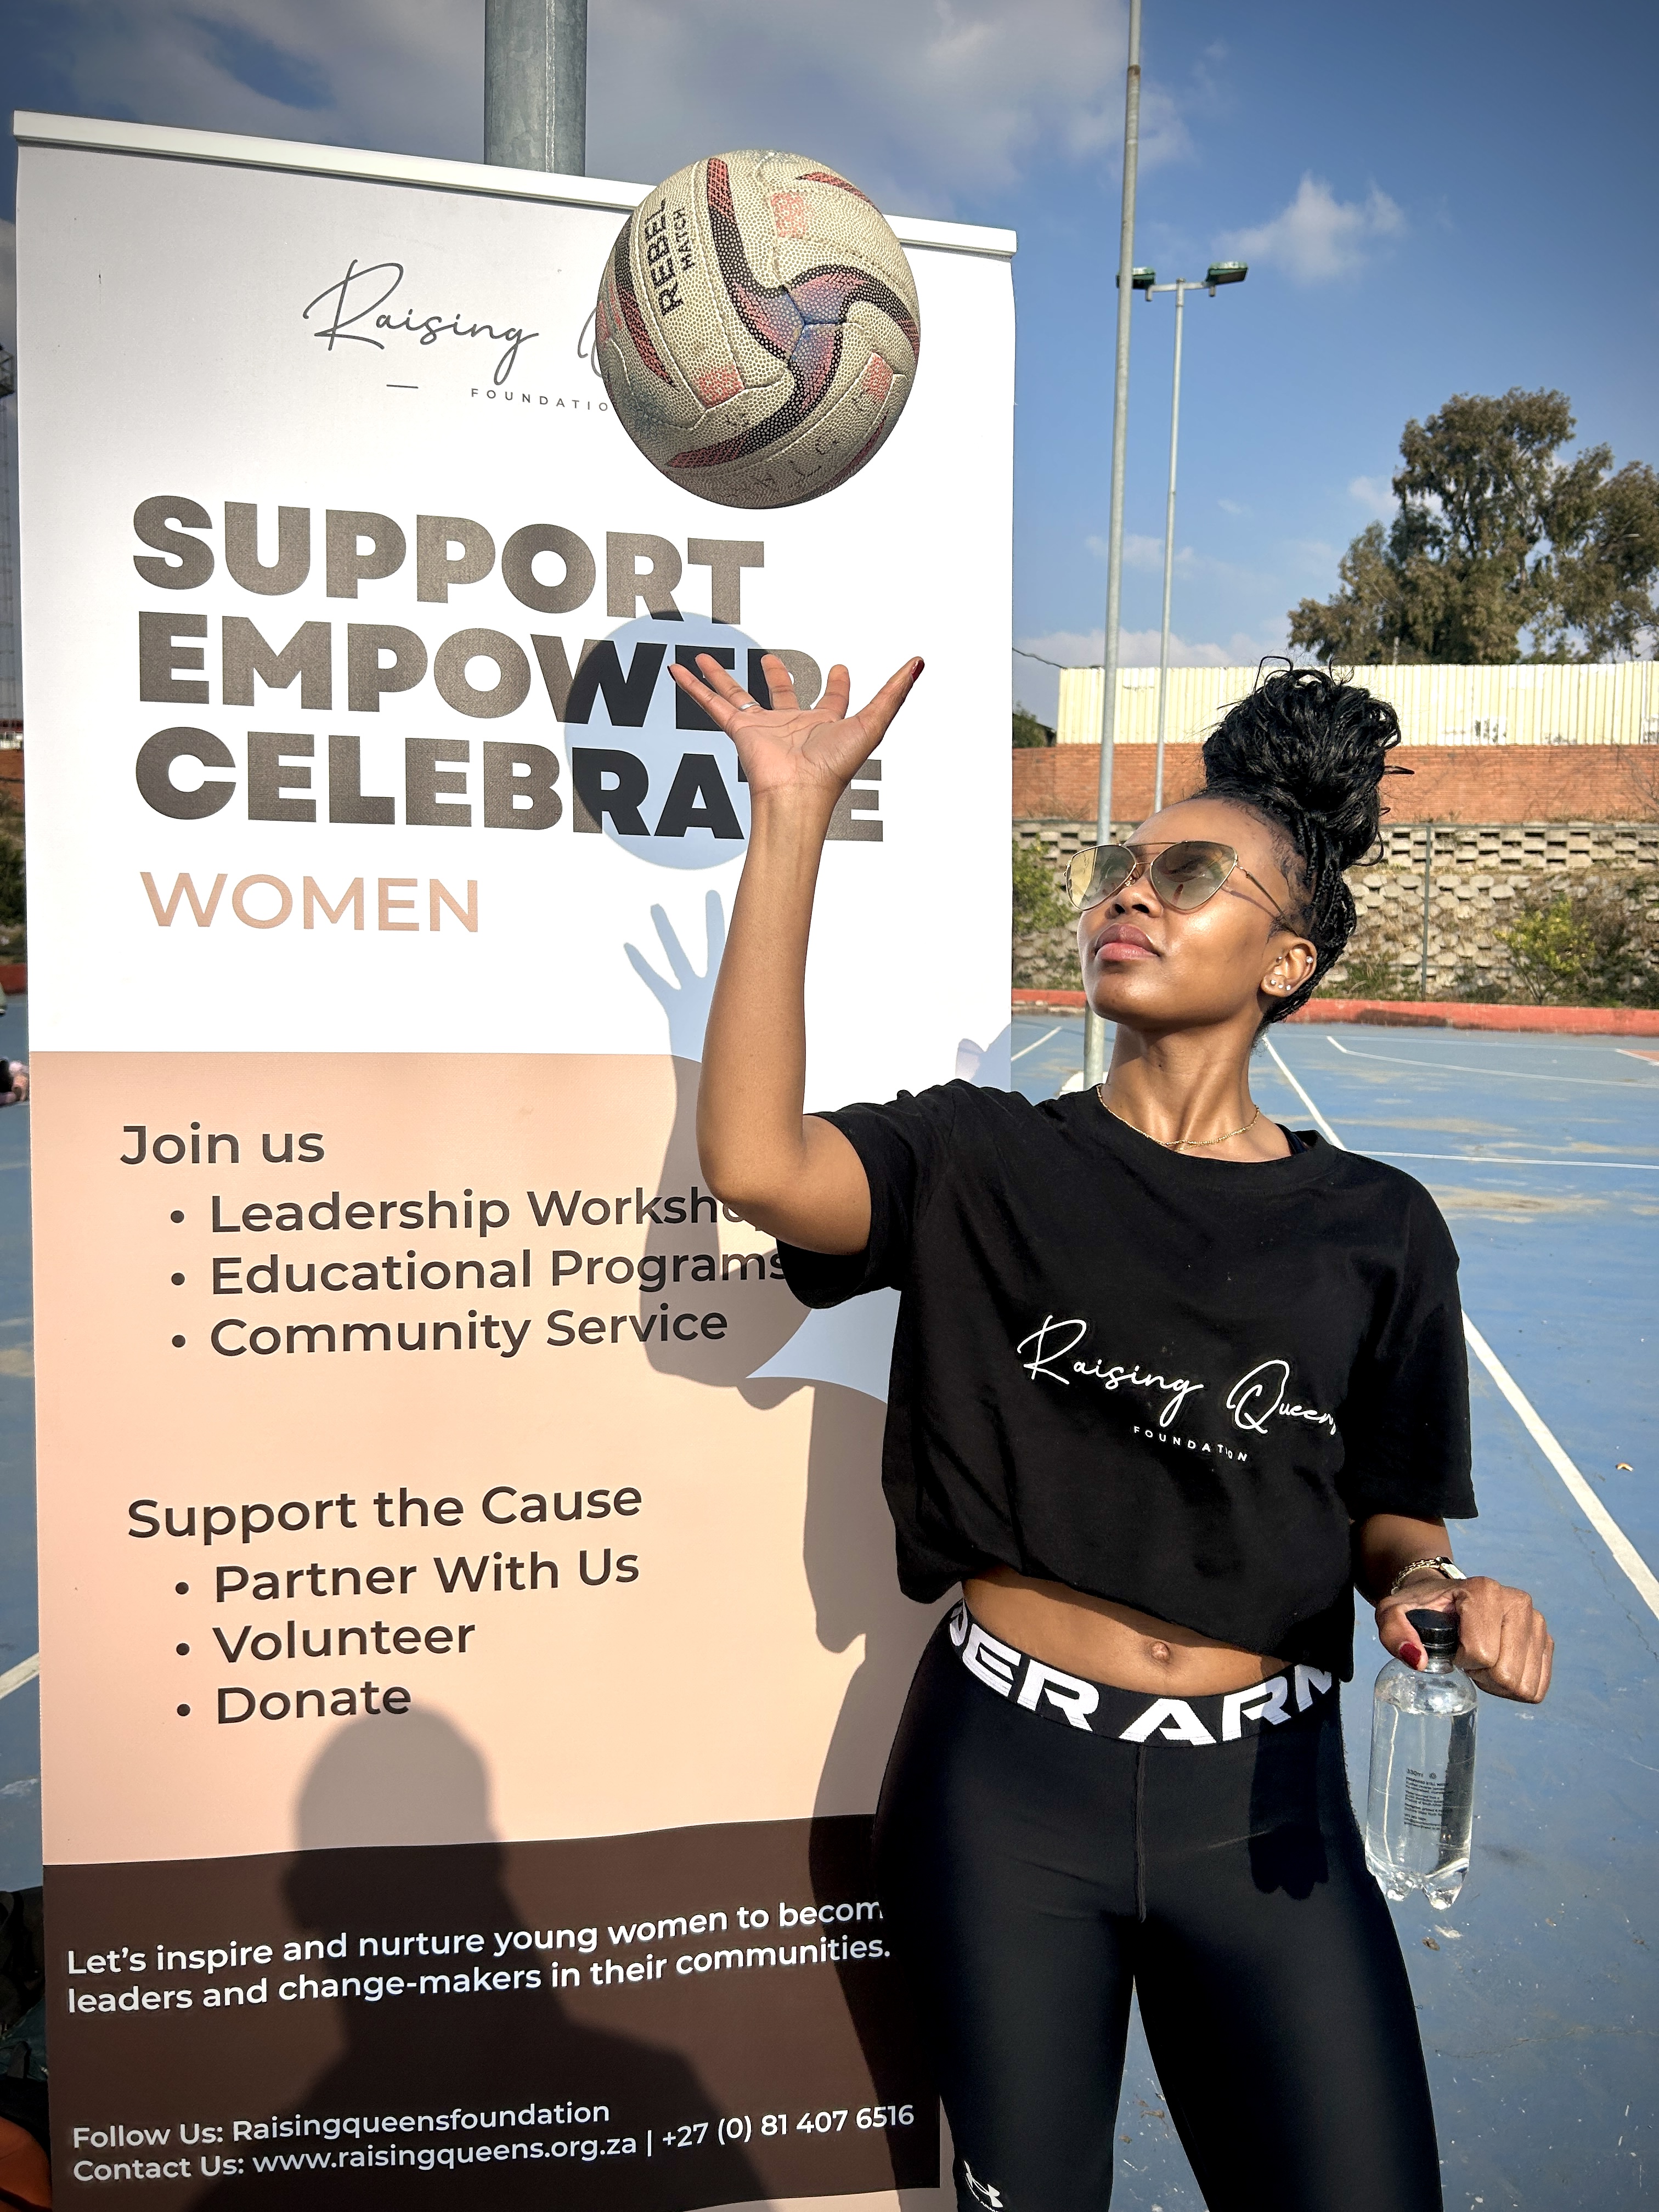 Raising
FOUNDATIO
REBEL
MATCH
SUPPORT
EMPOWER
CELEBRATE
WOMEN
Join us
• Leadership Worksho
• Educational Programs
• Community Service
Support the Cause
• Partner With Us
• Volunteer
• Donate
Let's inspire and nurture young women to becom
leaders and change-makers in their communities.
Follow Us: Raisingqueensfoundation
Contact Us: www.raisingqueens.org.za | +27 (0) 81 407 6516
Raising Queens
FOUNDATION
DER ARM